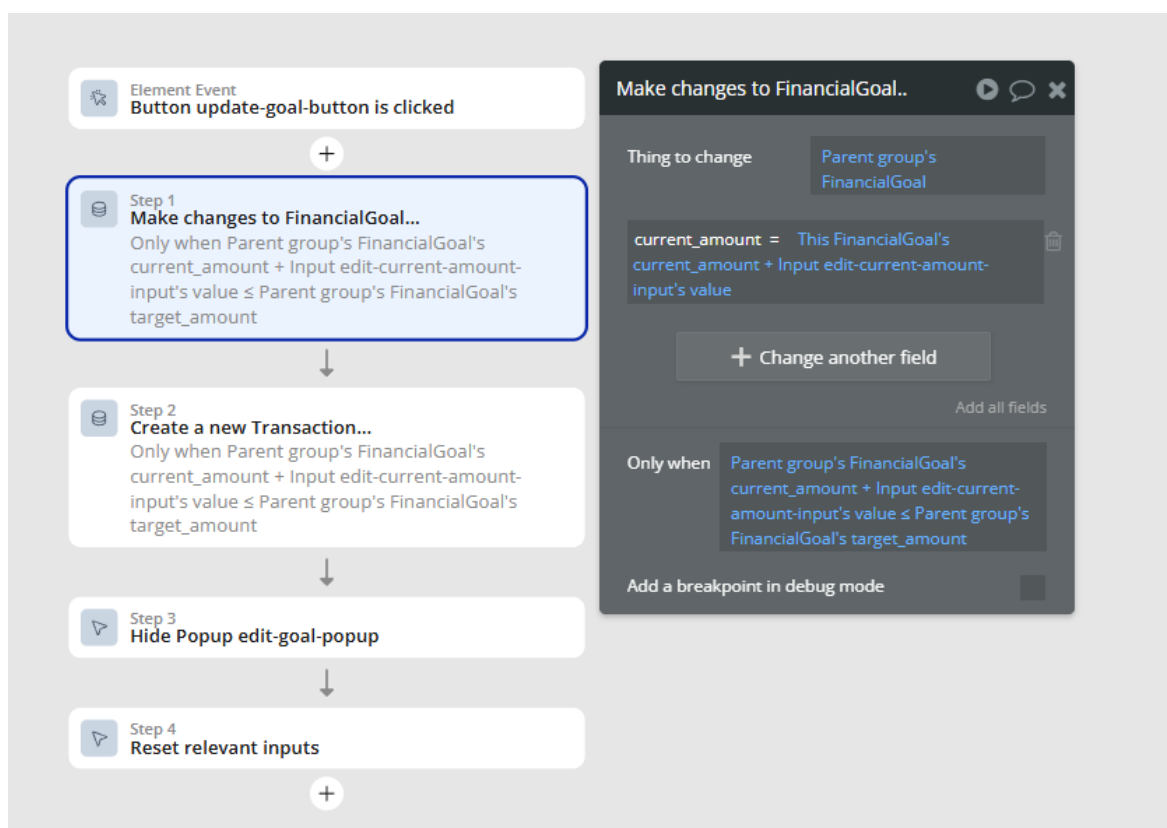 Element Event
Button update-goal-button is clicked
Step 1
Make changes to FinancialGoal...
Only when Parent group's FinancialGoal's
current_amount + Input edit-current-amount-
input's value ≤ Parent group's FinancialGoal's
target_amount
Step 2
Create a new Transaction...
Only when Parent group's FinancialGoal's
current_amount + Input edit-current-amount-
input's value ≤ Parent group's FinancialGoal's
target_amount
Step 3
Hide Popup edit-goal-popup
Step 4
Reset relevant inputs
Make changes to FinancialGoal..
Thing to change
Parent group's
FinancialGoal
current_amount = This FinancialGoal's
current_amount + Input edit-current-amount-
input's value
Change another field
Add all fields
Only when
Parent group's FinancialGoal's
current_amount + Input edit-current-
amount-input's value ≤ Parent group's
FinancialGoal's target_amount
Add a breakpoint in debug mode